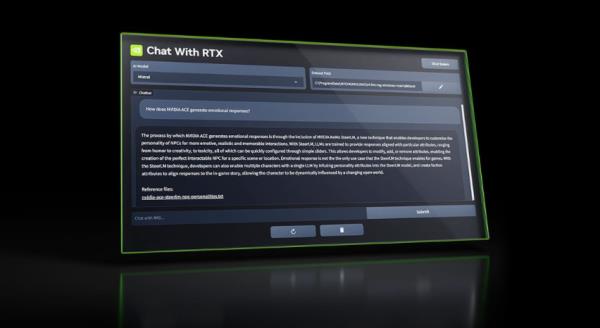 Chat With RTX
AI Model
Dataset Path
Mistral
Chatbot
How does NVIDIA ACE generate emotional responses?
The process by which NVIDIA ACE generates emotional responses is through the inclusion of NVIDIA NeMo SteerLM, a new technique that enables developers to customize the
personality of NPCs for more emotive, realistic and memorable interactions. With SteerLM, LLMs are trained to provide responses aligned with particular attributes, ranging
from humor to creativity, to toxicity, all of which can be quickly configured through simple sliders. This allows developers to modify, add, or remove attributes, enabling the
creation of the perfect interactable NPC for a specific scene or location. Emotional response is not the the only use case that the SteerLM technique enables for games. With
the SteerLM technique, developers can also enable multiple characters with a single LLM by infusing personality attributes into the SteerLM model, and create faction
attributes to align responses to the in-game story, allowing the character to be dynamically influenced by a changing open world.
Reference files:
nvidia-ace-steerlm-npc-personalities.txt
Chat with RTX...
Submit